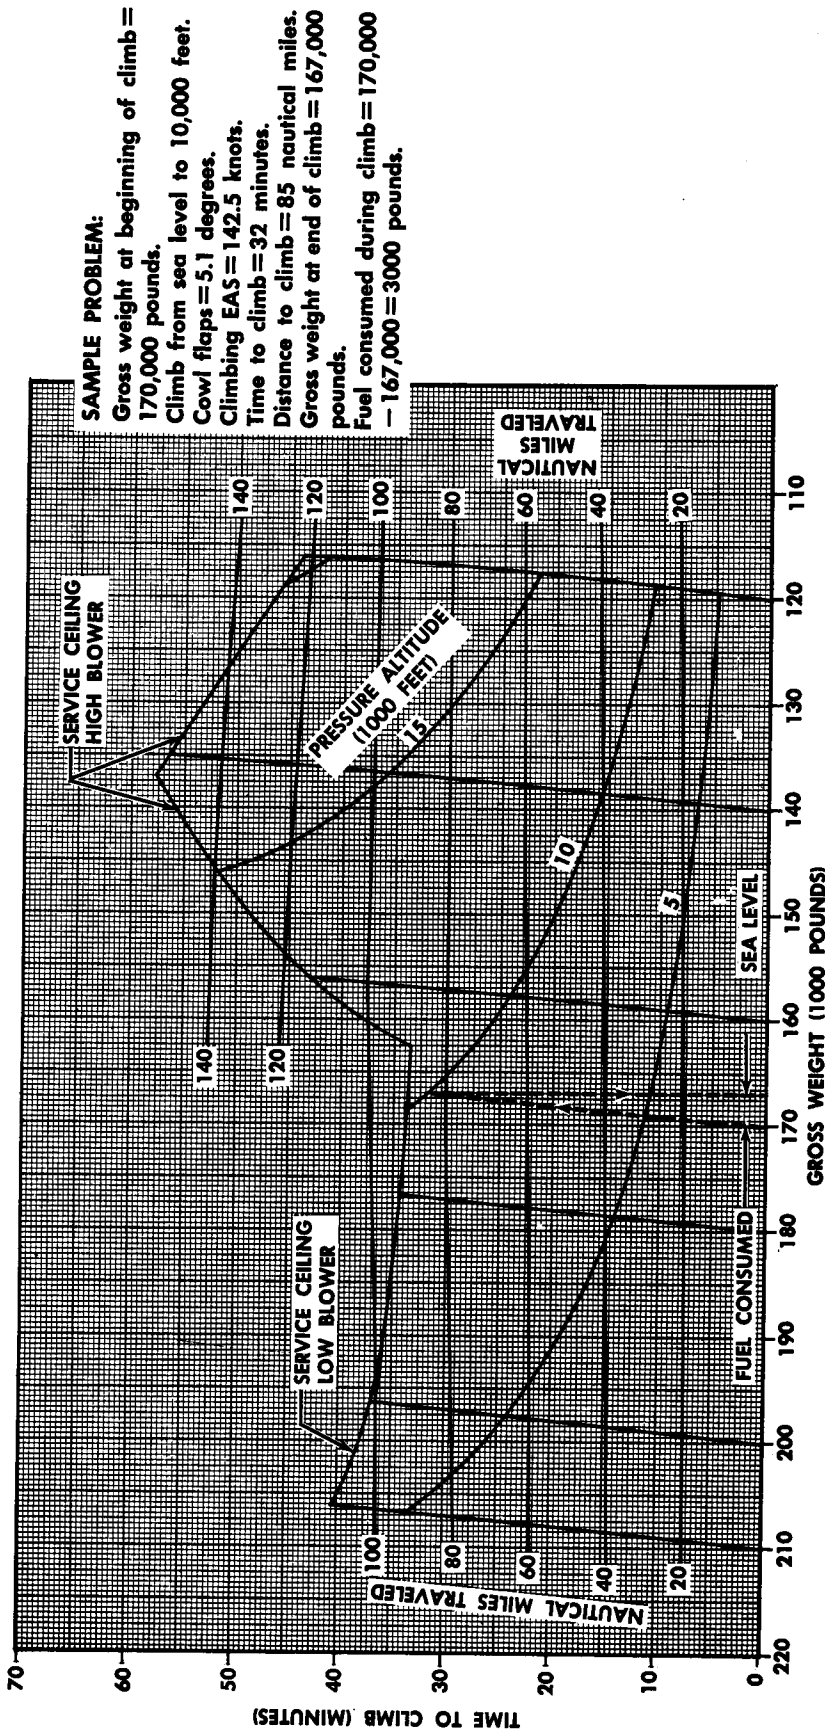 SAMPLE PROBLEM:
Gross weight at beginning of climb=
170,000 pounds.
Climb from sea level to 10,000 feet.
Cowl flaps=5.1 degrees.
Climbing EAS=142.5 knots.
Time to climb=32 minutes.
Distance to climb=85 nautical miles.
Gross weight at end of climb=167,000
pounds.
Fuel consumed during climb=170,000
—167,000=3000 pounds.
SERVICE CEILING
HIGH BLOWER
SERVICE CEILING
LOW BLOWER
PRESSURE ALTITUDE
(1000 FEET)
15
10
5
140
120
140
120
100
80
60
40
20
NAUTICAL
MILES
TRAVELED
100
80
60
40
20
NAUTICAL MILES TRAVELED
FUEL CONSUMED
SEA LEVEL
70
60
50
40
30
20
10
0
TIME TO CLIMB (MINUTES)
220
210
200
190
180
170
160
150
140
130
120
110
GROSS WEIGHT (1000 POUNDS)